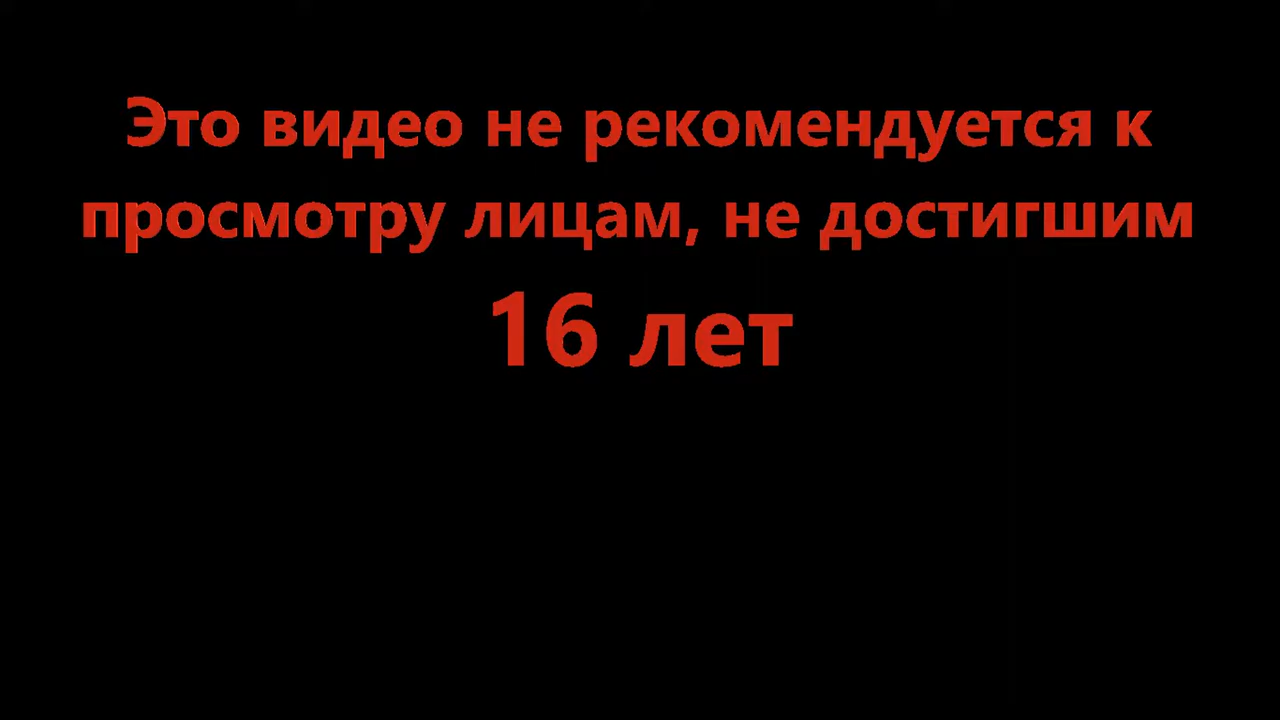 Это видео не рекомендуется к
просмотру лицам, не достигшим
16 лет